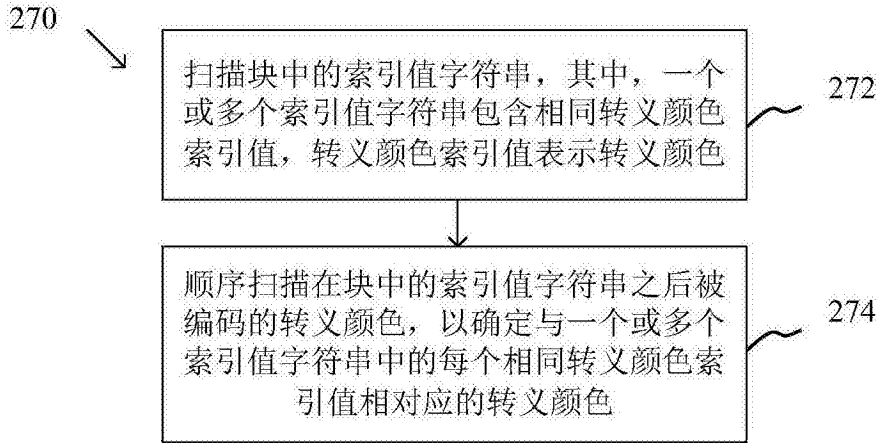 270
扫描块中的索引值字符串，其中，一个
或多个索引值字符串包含相同转义颜色
索引值，转义颜色索引值表示转义颜色
272
顺序扫描在块中的索引值字符串之后被
编码的转义颜色，以确定与一个或多个
索引值字符串中的每个相同转义颜色索
引值相对应的转义颜色
274